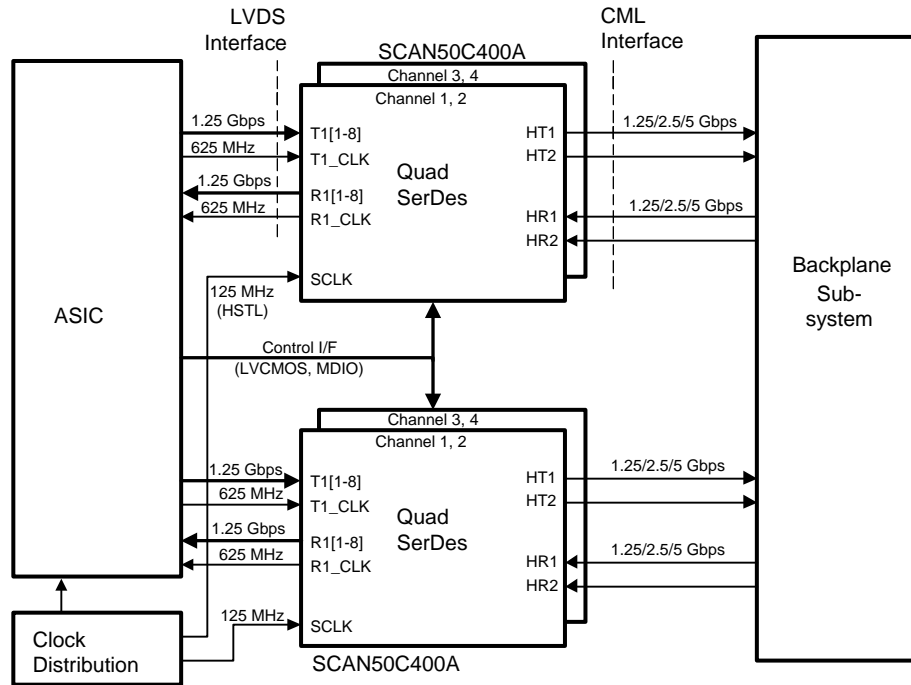 LVDS
Interface
CML
Interface
SCAN50C400A
Channel 3, 4
Channel 1, 2
1.25 Gbps
T1[1-8]
HT1
1.25/2.5/5 Gbps
625 MHz
T1_CLK
HT2
Quad
SerDes
1.25 Gbps
R1[1-8]
625 MHz
R1_CLK
HR1
1.25/2.5/5 Gbps
HR2
125 MHz
(HSTL)
SCLK
ASIC
Backplane
Sub-
system
Control I/F
(LVCMOS, MDIO)
Channel 3, 4
Channel 1, 2
1.25 Gbps
T1[1-8]
HT1
1.25/2.5/5 Gbps
625 MHz
T1_CLK
HT2
Quad
SerDes
1.25 Gbps
R1[1-8]
625 MHz
R1_CLK
HR1
1.25/2.5/5 Gbps
HR2
125 MHz
SCLK
Clock
Distribution
SCAN50C400A